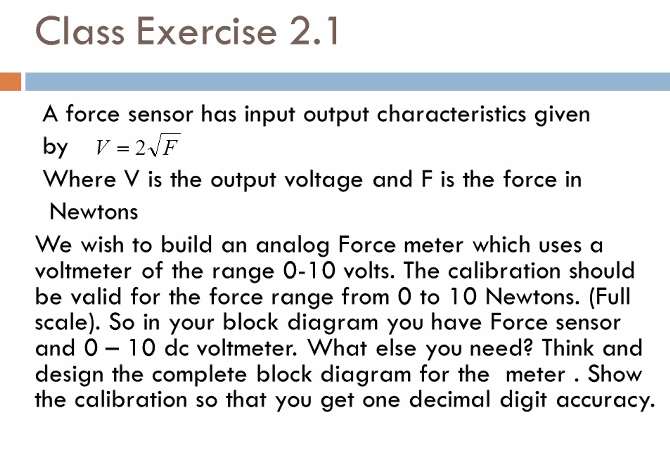 Class Exercise 2.1
A force sensor has input output characteristics given
by V = 2√F
Where V is the output voltage and F is the force in
Newtons
We wish to build an analog Force meter which uses a
voltmeter of the range 0-10 volts. The calibration should
be valid for the force range from 0 to 10 Newtons. (Full
scale). So in your block diagram you have Force sensor
and 0 – 10 dc voltmeter. What else you need? Think and
design the complete block diagram for the meter . Show
the calibration so that you get one decimal digit accuracy.